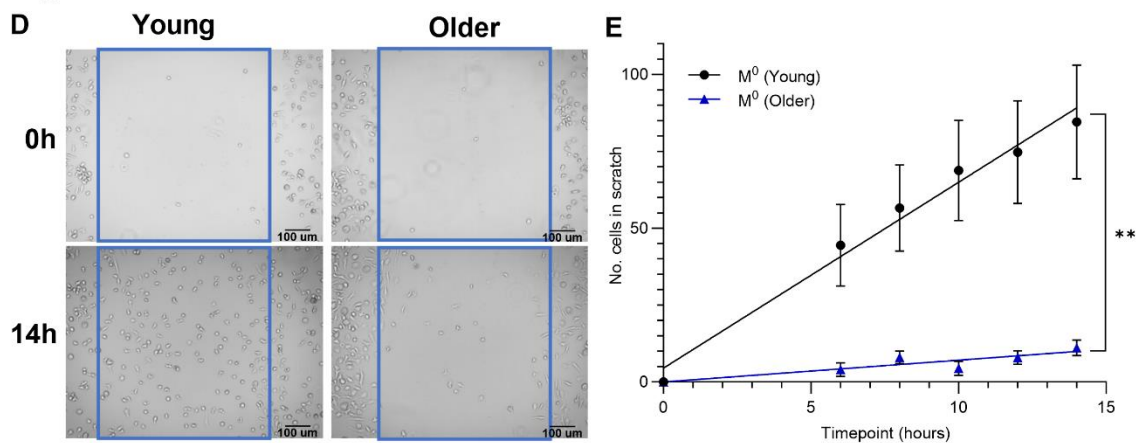 D
Young
Older
0h
100 um
100 um
14h
100 um
100 um
E
M⁰ (Young)
M⁰ (Older)
100
50
0
No. cells in scratch
**
0
5
10
15
Timepoint (hours)